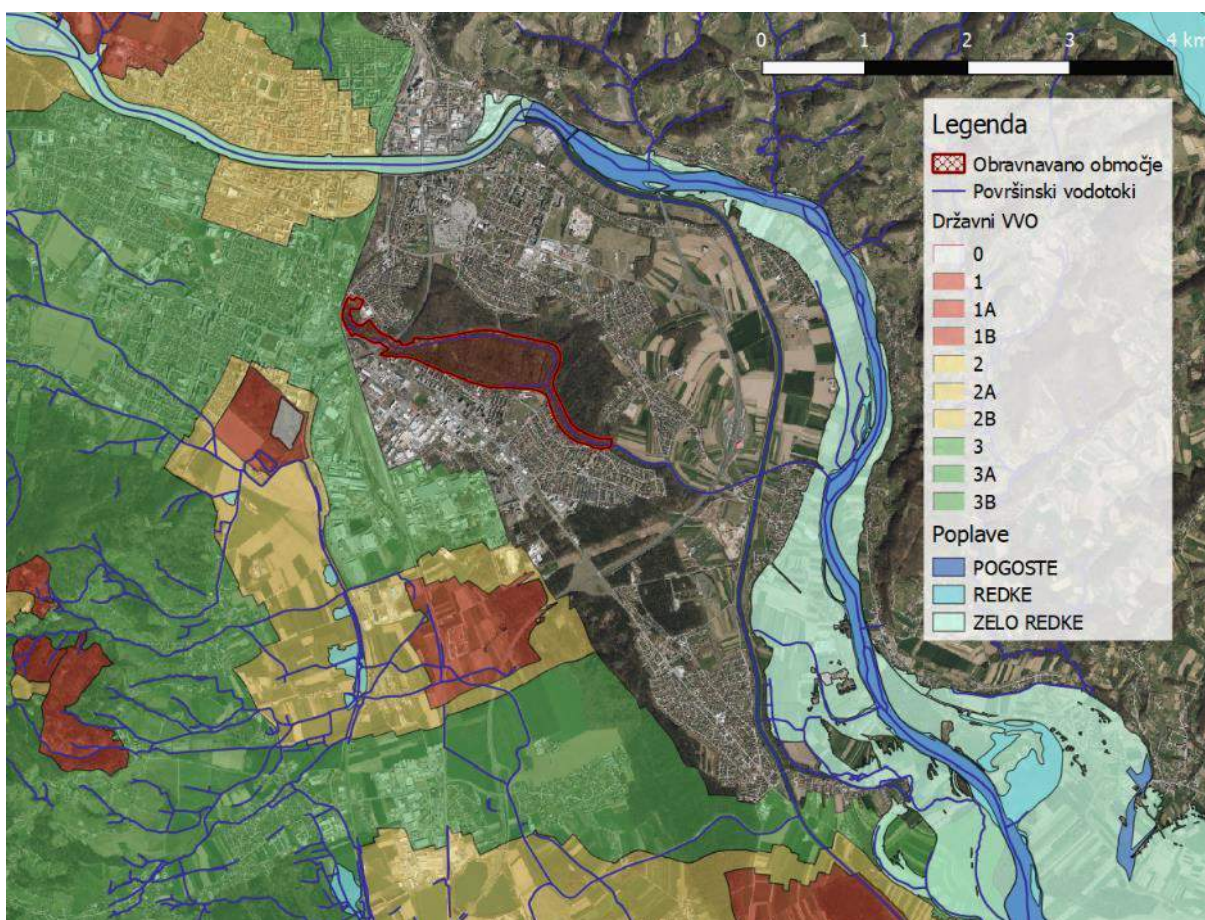 0 1 2 3 4 km
Legenda
Obravnavano območje
Površinski vodotoki
Državni VVO
0
1
1A
1B
2
2A
2B
3
3A
3B
Poplave
POGOSTE
REDKE
ZELO REDKE